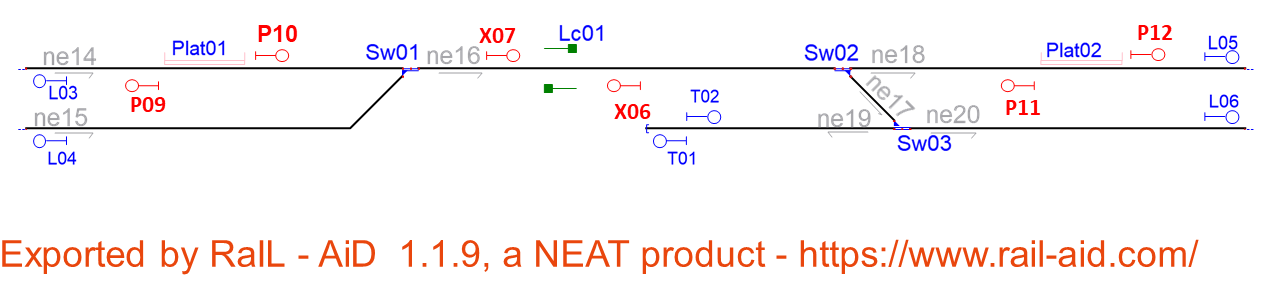 P10 X07 Lc01 P12
ne14 Plat01 Sw01 ne16 Sw02 ne18 Plat02 L05
L03 P09 X06 T02 ne17 P11 L06
ne15 ne19 ne20
L04 T01 Sw03
Exported by RaIL - AiD 1.1.9, a NEAT product - https://www.rail-aid.com/